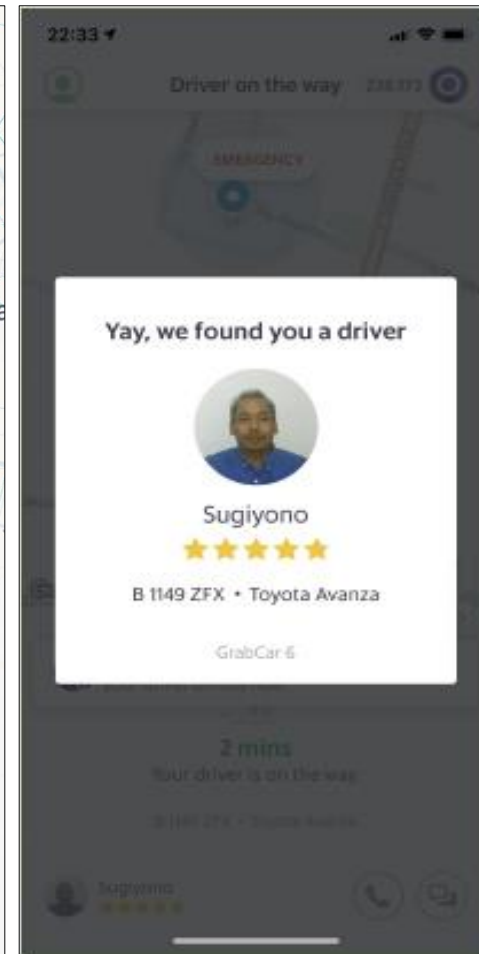 22:33
Driver on the way
EMERGENCY
Yay, we found you a driver
Sugiyono
B 1149 ZFX • Toyota Avanza
GrabCar 6
2 mins
Your driver is on the way
B 1149 ZFX • Toyota Avanza
Sugiyono